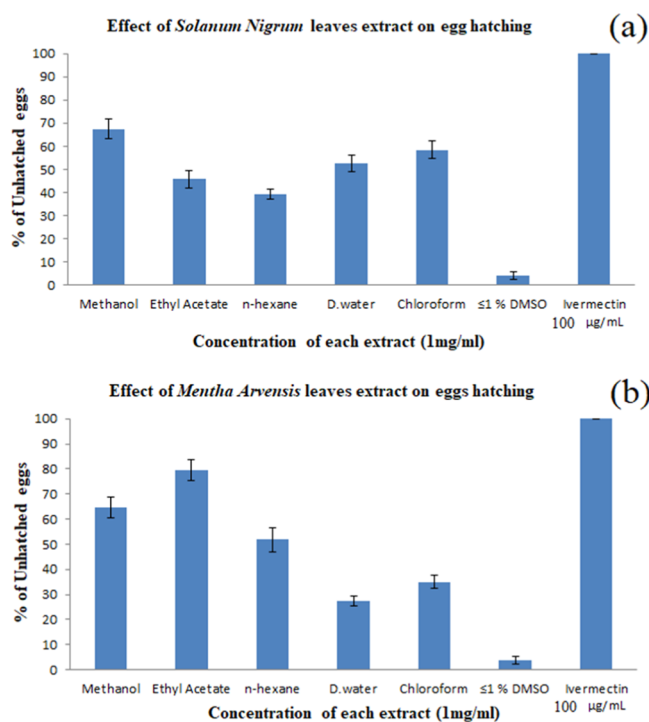 Effect of Solanum Nigrum leaves extract on egg hatching
(a)
% of Unhatched eggs
100
90
80
70
60
50
40
30
20
10
0
Methanol Ethyl Acetate n-hexane D.water Chloroform ≤1 % DMSO Ivermectin
100 µg/mL
Concentration of each extract (1mg/ml)
Effect of Mentha Arvensis leaves extract on eggs hatching
(b)
% of Unhatched eggs
100
90
80
70
60
50
40
30
20
10
0
Methanol Ethyl Acetate n-hexane D.water Chloroform ≤1 % DMSO Ivermectin
100 µg/mL
Concentration of each extract (1mg/ml)